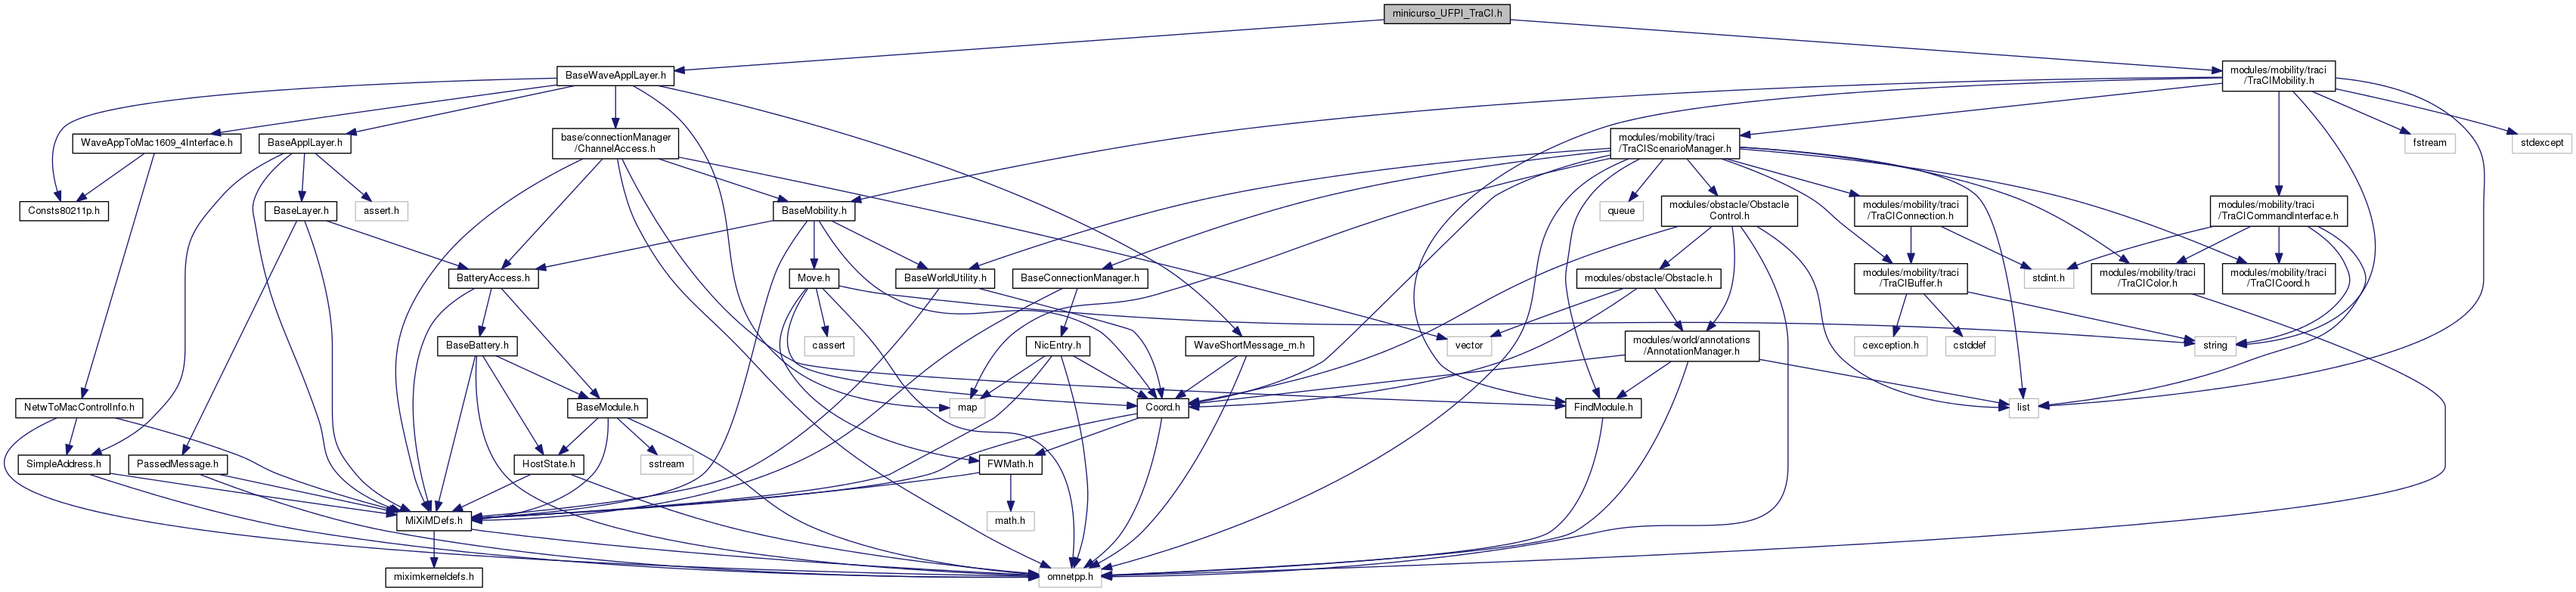 minicurso_UFPI_TraCI.h
BaseWaveApplLayer.h
modules/mobility/traci
/TraCIMobility.h
WaveAppToMac1609_4Interface.h
BaseApplLayer.h
base/connectionManager
/ChannelAccess.h
modules/mobility/traci
/TraCIScenarioManager.h
fstream
stdexcept
Consts80211p.h
BaseLayer.h
assert.h
BaseMobility.h
queue
modules/obstacle/Obstacle
Control.h
modules/mobility/traci
/TraCIConnection.h
modules/mobility/traci
/TraCICommandInterface.h
BatteryAccess.h
Move.h
BaseWorldUtility.h
BaseConnectionManager.h
modules/obstacle/Obstacle.h
modules/mobility/traci
/TraCIBuffer.h
stdint.h
modules/mobility/traci
/TraCIColor.h
modules/mobility/traci
/TraCICoord.h
BaseBattery.h
cassert
NicEntry.h
WaveShortMessage_m.h
vector
modules/world/annotations
/AnnotationManager.h
cexception.h
cstddef
string
NetwToMacControlInfo.h
BaseModule.h
map
Coord.h
FindModule.h
list
SimpleAddress.h
PassedMessage.h
HostState.h
sstream
FWMath.h
MiXiMDefs.h
math.h
miximkerneldefs.h
omnetpp.h